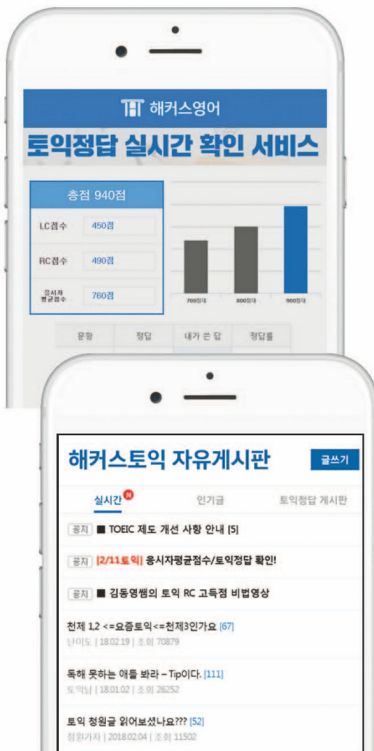 해커스영어
토익정답 실시간 확인 서비스
총점 940점
LC점수 450점
RC점수 490점
응시자
평균점수 760점
700점대 800점대 900점대
문항 정답 내가 쓴 답 정답률
해커스토익 자유게시판 글쓰기
실시간 N 인기글 토익정답 게시판
공지 ■ TOEIC 제도 개선 사항 안내 [5]
공지 [2/11토익] 응시자평균점수/토익정답 확인!
공지 ■ 김동영쌤의 토익 RC 고득점 비법영상
천제 1,2 <=요즘토익<=천제3인가요 [67]
난이도 | 18.02.19 | 조회 70879
독해 못하는 애들 봐라 – Tip이다. [111]
토익남 | 18.01.02 | 조회 26252
토익 청원글 읽어보셨나요??? [52]
청원가자 | 2018.02.04 | 조회 11502